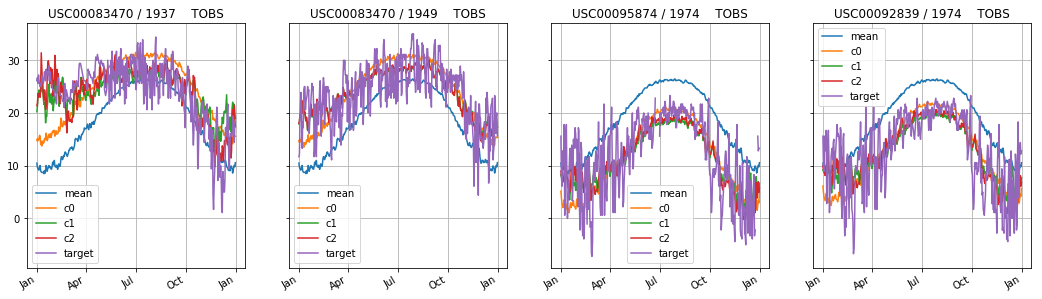 USC00083470 / 1937 TOBS
USC00083470 / 1949 TOBS
USC00095874 / 1974 TOBS
USC00092839 / 1974 TOBS
30
20
10
0
mean
c0
c1
c2
target
mean
c0
c1
c2
target
mean
c0
c1
c2
target
mean
c0
c1
c2
target
Jan
Apr
Jul
Oct
Jan
Jan
Apr
Jul
Oct
Jan
Jan
Apr
Jul
Oct
Jan
Jan
Apr
Jul
Oct
Jan